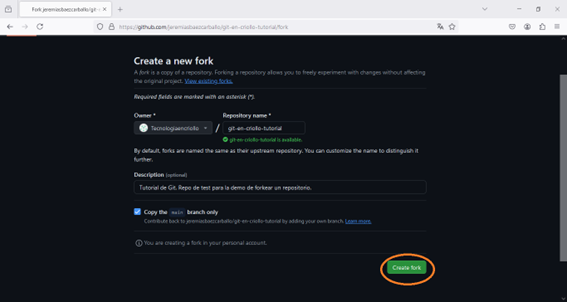 Fork jeremiasbaezcarballo/git-
https://github.com/jeremiasbaezcarballo/git-en-criollo-tutorial/fork
Create a new fork
A fork is a copy of a repository. Forking a repository allows you to freely experiment with changes without affecting
the original project. View existing forks.
Required fields are marked with an asterisk (*).
Owner * Repository name *
Tecnologiaencriollo / git-en-criollo-tutorial
git-en-criollo-tutorial is available.
By default, forks are named the same as their upstream repository. You can customize the name to distinguish it
further.
Description (optional)
Tutorial de Git. Repo de test para la demo de forkear un repositorio.
Copy the main branch only
Contribute back to jeremiasbaezcarballo/git-en-criollo-tutorial by adding your own branch. Learn more.
You are creating a fork in your personal account.
Create fork